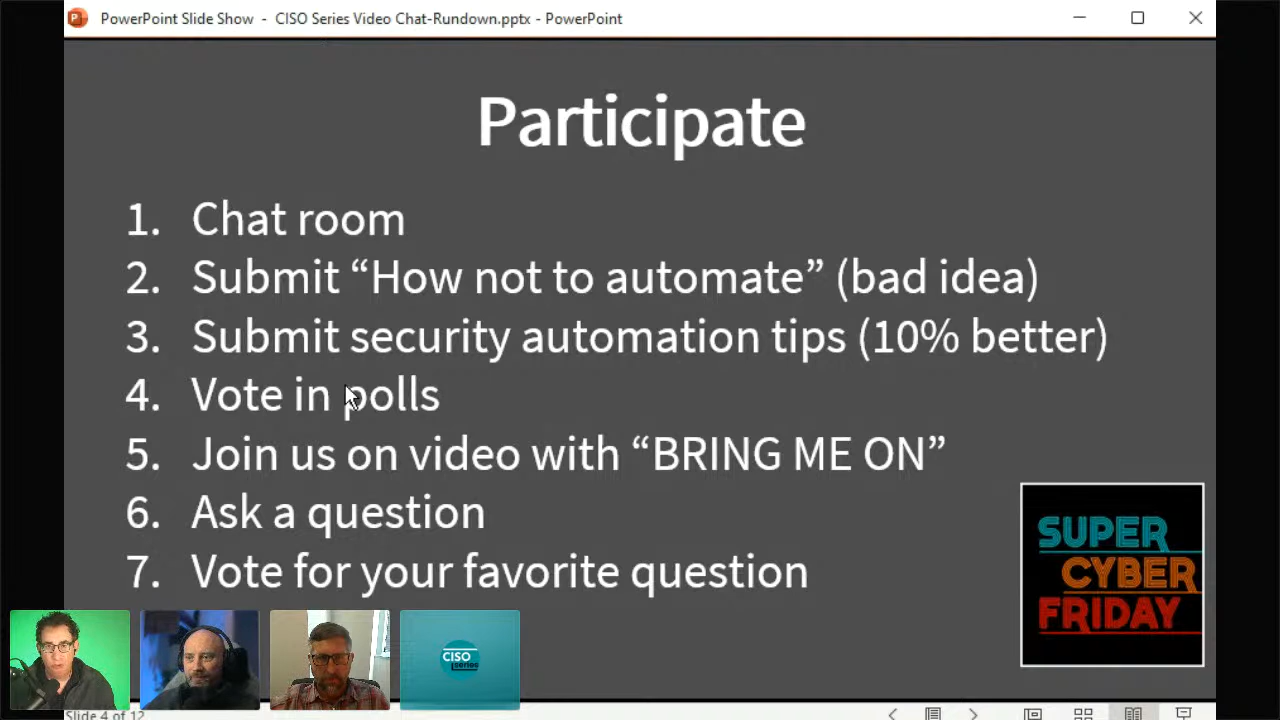 PowerPoint Slide Show - CISO Series Video Chat-Rundown.pptx - PowerPoint
Participate
1. Chat room
2. Submit “How not to automate” (bad idea)
3. Submit security automation tips (10% better)
4. Vote in polls
5. Join us on video with “BRING ME ON”
6. Ask a question
7. Vote for your favorite question
SUPER
CYBER
FRIDAY
CISO
series
Slide 4 of 12